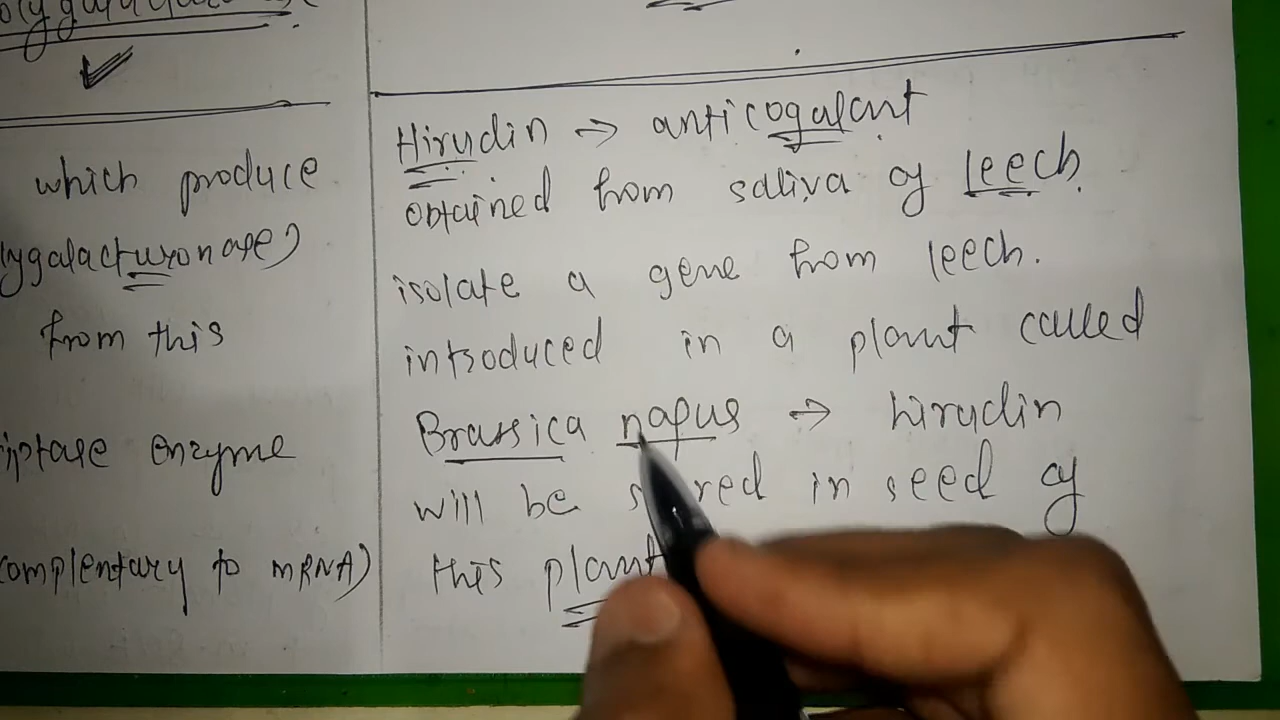 which produce
lygalacturonase)
from this
iptase enzyme
complentary to mRNA)
Hirudin → anticogalant
obtained from saliva of leech.
isolate a gene from leech.
introduced in a plant called
Brassica napus → hirudin
will be red in seed of
this plant